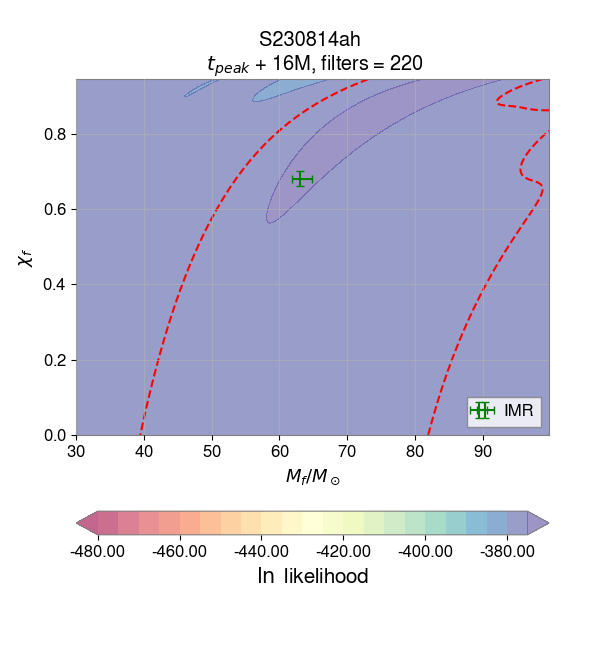 S230814ah
t_peak + 16M, filters = 220
0.8
0.6
0.4
0.2
0.0
χ_f
30 40 50 60 70 80 90
M_f/M_⊙
IMR
-480.00 -460.00 -440.00 -420.00 -400.00 -380.00
ln likelihood